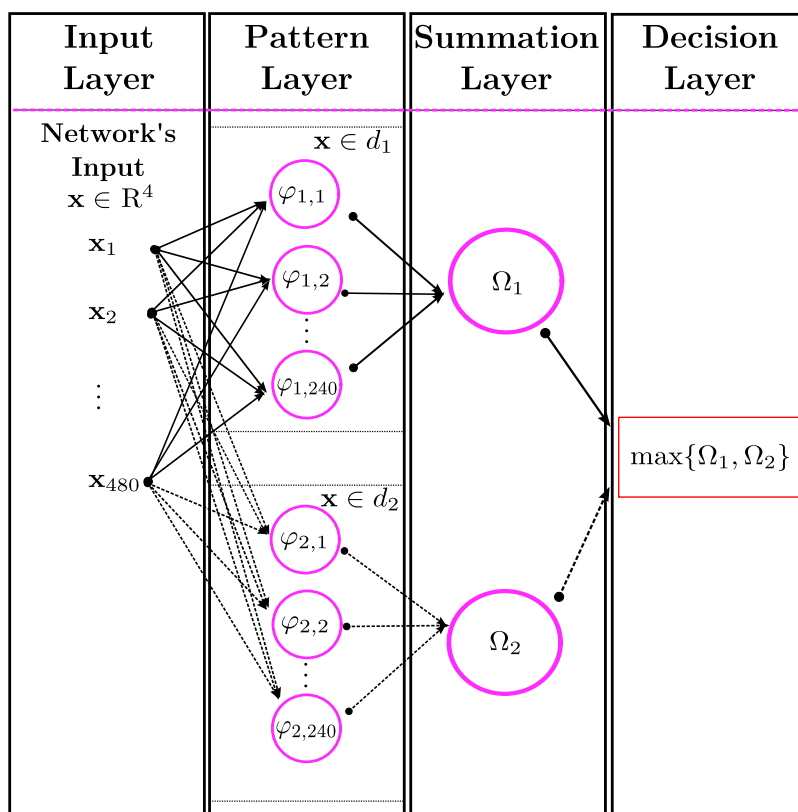 Input
Layer
Pattern
Layer
Summation
Layer
Decision
Layer
Network's
Input
x ∈ R⁴
x₁
x₂
⋮
x₄₈₀
x ∈ d₁
φ₁,₁
φ₁,₂
⋮
φ₁,₂₄₀
x ∈ d₂
φ₂,₁
φ₂,₂
⋮
φ₂,₂₄₀
Ω₁
Ω₂
max{Ω₁, Ω₂}